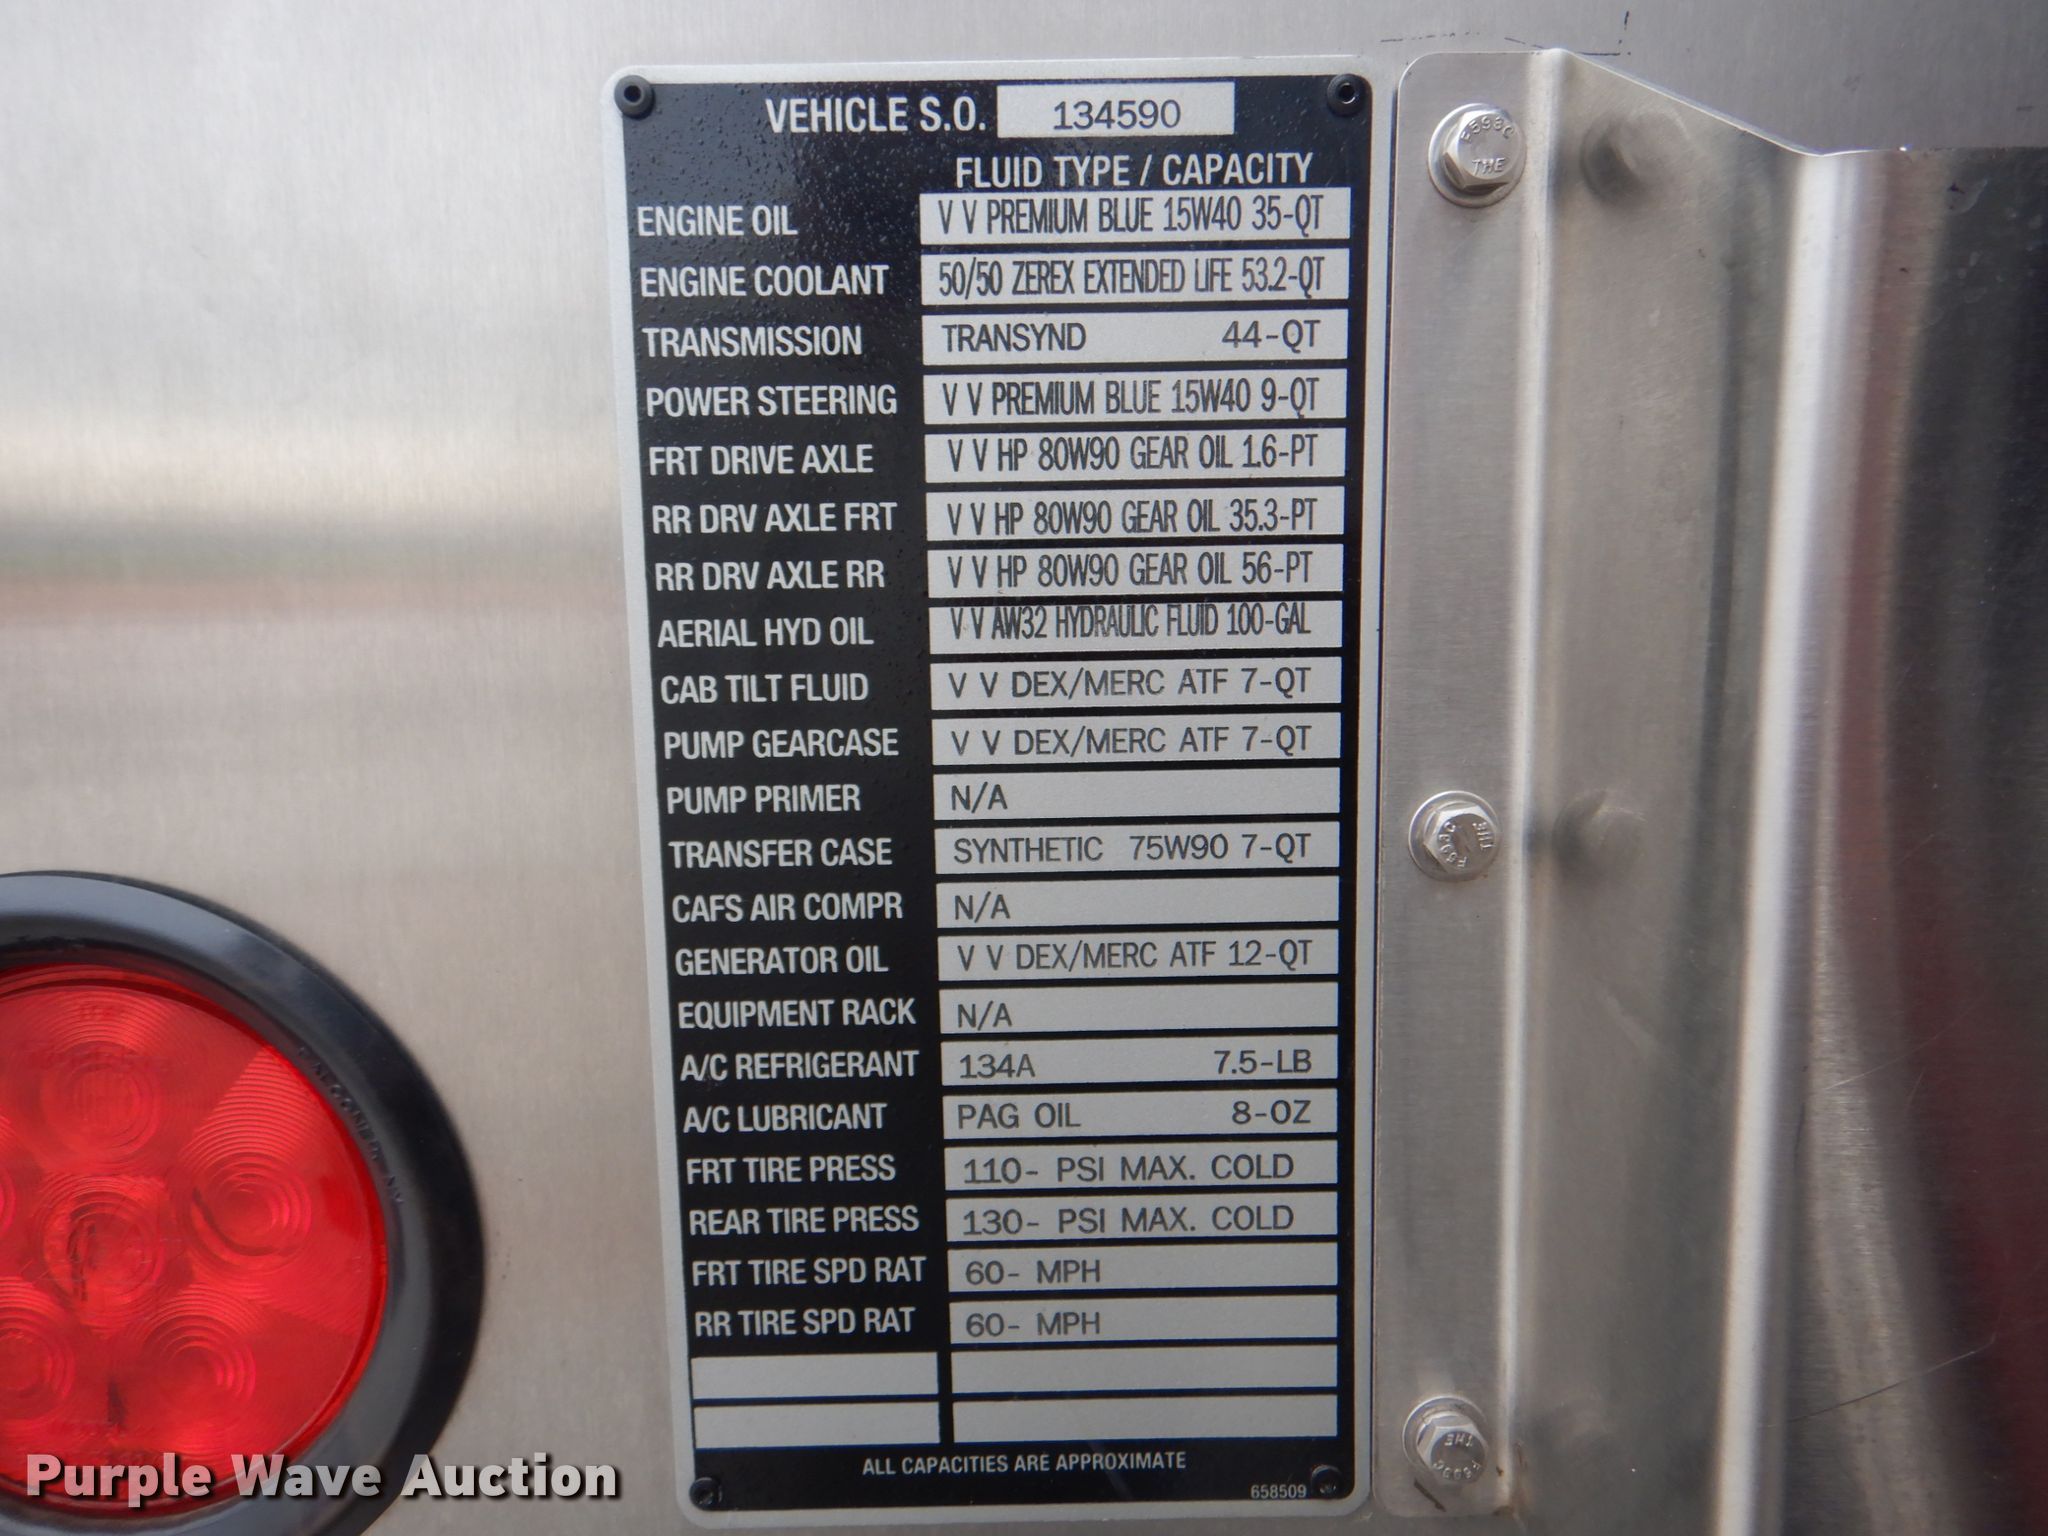 VEHICLE S.O. 134590
FLUID TYPE / CAPACITY
ENGINE OIL V V PREMIUM BLUE 15W40 35-QT
ENGINE COOLANT 50/50 ZEREX EXTENDED LIFE 53.2-QT
TRANSMISSION TRANSYND 44-QT
POWER STEERING V V PREMIUM BLUE 15W40 9-QT
FRT DRIVE AXLE V V HP 80W90 GEAR OIL 1.6-PT
RR DRV AXLE FRT V V HP 80W90 GEAR OIL 35.3-PT
RR DRV AXLE RR V V HP 80W90 GEAR OIL 56-PT
AERIAL HYD OIL V V AW32 HYDRAULIC FLUID 100-GAL
CAB TILT FLUID V V DEX/MERC ATF 7-QT
PUMP GEARCASE V V DEX/MERC ATF 7-QT
PUMP PRIMER N/A
TRANSFER CASE SYNTHETIC 75W90 7-QT
CAFS AIR COMPR N/A
GENERATOR OIL V V DEX/MERC ATF 12-QT
EQUIPMENT RACK N/A
A/C REFRIGERANT 134A 7.5-LB
A/C LUBRICANT PAG OIL 8-OZ
FRT TIRE PRESS 110- PSI MAX. COLD
REAR TIRE PRESS 130- PSI MAX. COLD
FRT TIRE SPD RAT 60- MPH
RR TIRE SPD RAT 60- MPH
ALL CAPACITIES ARE APPROXIMATE
658509
F593C
THE
THE
F593C
THE
F593C
Purple Wave Auction